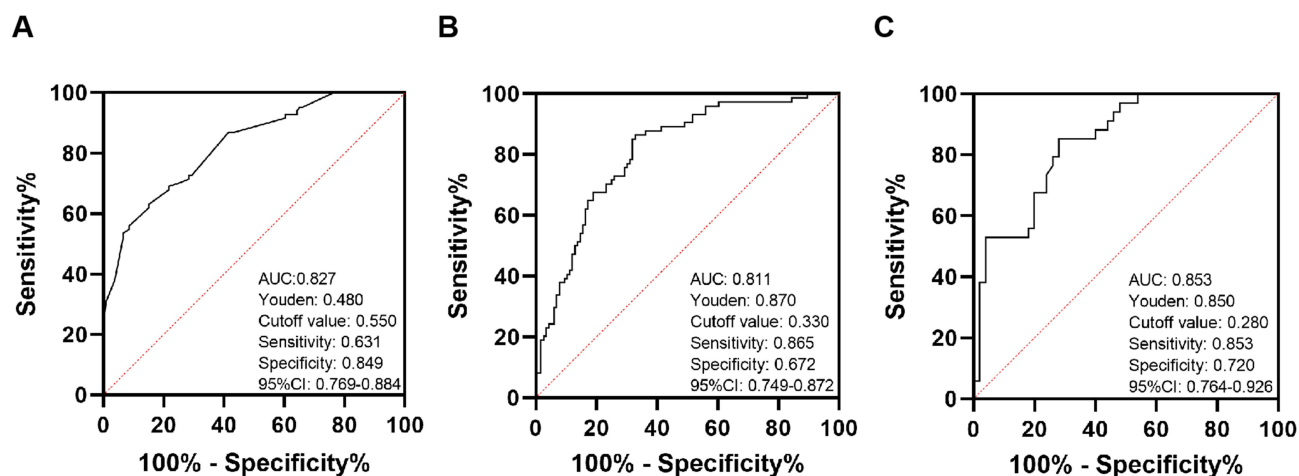 A
B
C
100
80
60
40
20
0
Sensitivity%
AUC:0.827
Youden: 0.480
Cutoff value: 0.550
Sensitivity: 0.631
Specificity: 0.849
95%CI: 0.769-0.884
0 20 40 60 80 100
100% - Specificity%
100
80
60
40
20
0
Sensitivity%
AUC: 0.811
Youden: 0.870
Cutoff value: 0.330
Sensitivity: 0.865
Specificity: 0.672
95%CI: 0.749-0.872
0 20 40 60 80 100
100% - Specificity%
100
80
60
40
20
0
Sensitivity%
AUC: 0.853
Youden: 0.850
Cutoff value: 0.280
Sensitivity: 0.853
Specificity: 0.720
95%CI: 0.764-0.926
0 20 40 60 80 100
100% - Specificity%